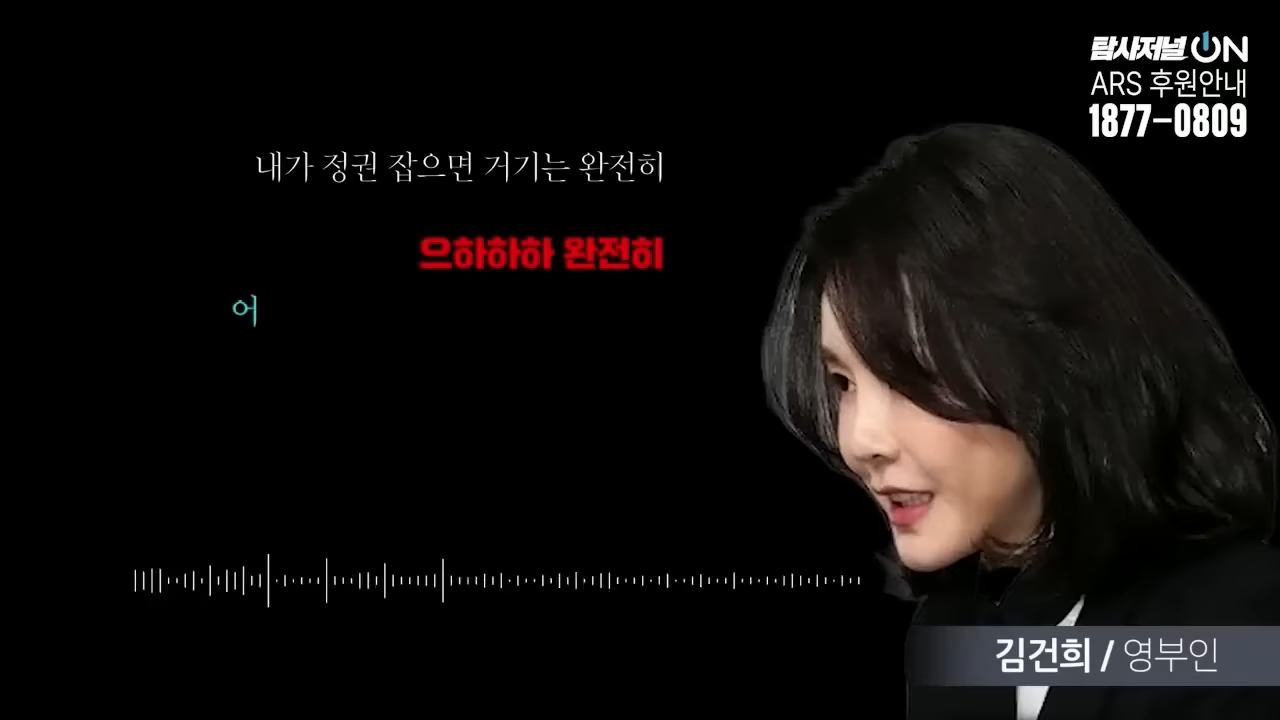 탐사저널 ON
ARS 후원안내
1877-0809
내가 정권 잡으면 거기는 완전히
으하하하 완전히
어
김건희 / 영부인